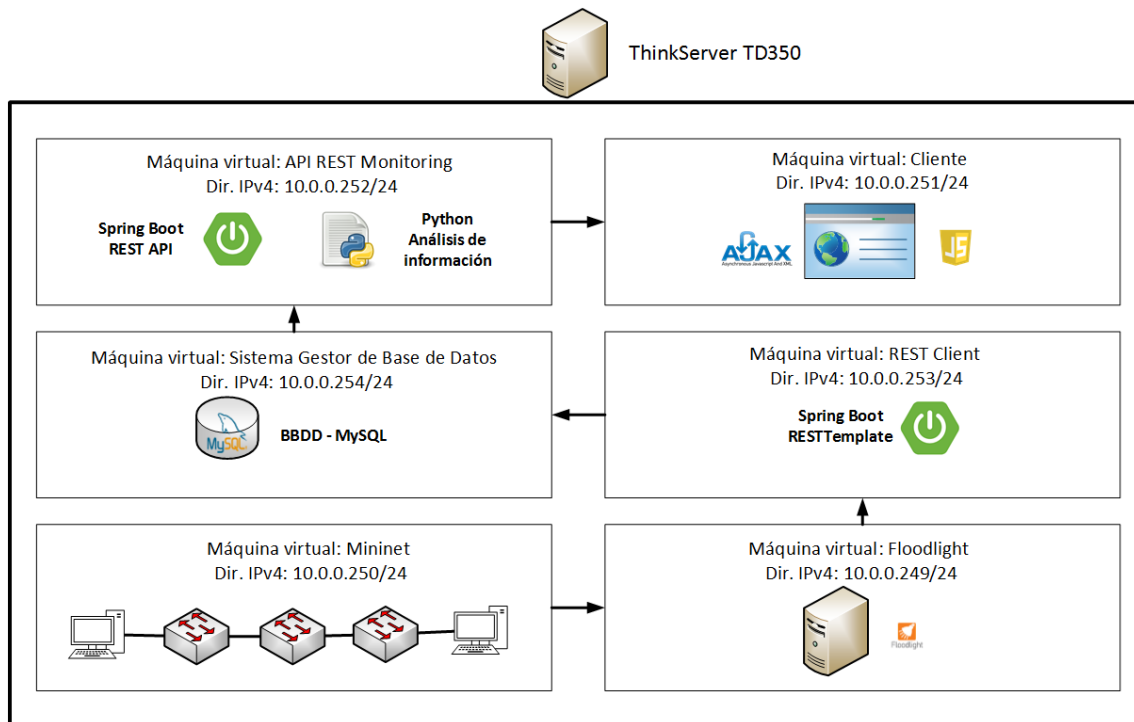 ThinkServer TD350
Máquina virtual: API REST Monitoring
Dir. IPv4: 10.0.0.252/24
Spring Boot
REST API
Python
Análisis de
información
Máquina virtual: Cliente
Dir. IPv4: 10.0.0.251/24
AJAX
Asynchronous Javascript And XML
JS
Máquina virtual: Sistema Gestor de Base de Datos
Dir. IPv4: 10.0.0.254/24
MySQL
BBDD - MySQL
Máquina virtual: REST Client
Dir. IPv4: 10.0.0.253/24
Spring Boot
RESTTemplate
Máquina virtual: Mininet
Dir. IPv4: 10.0.0.250/24
Máquina virtual: Floodlight
Dir. IPv4: 10.0.0.249/24
Floodlight